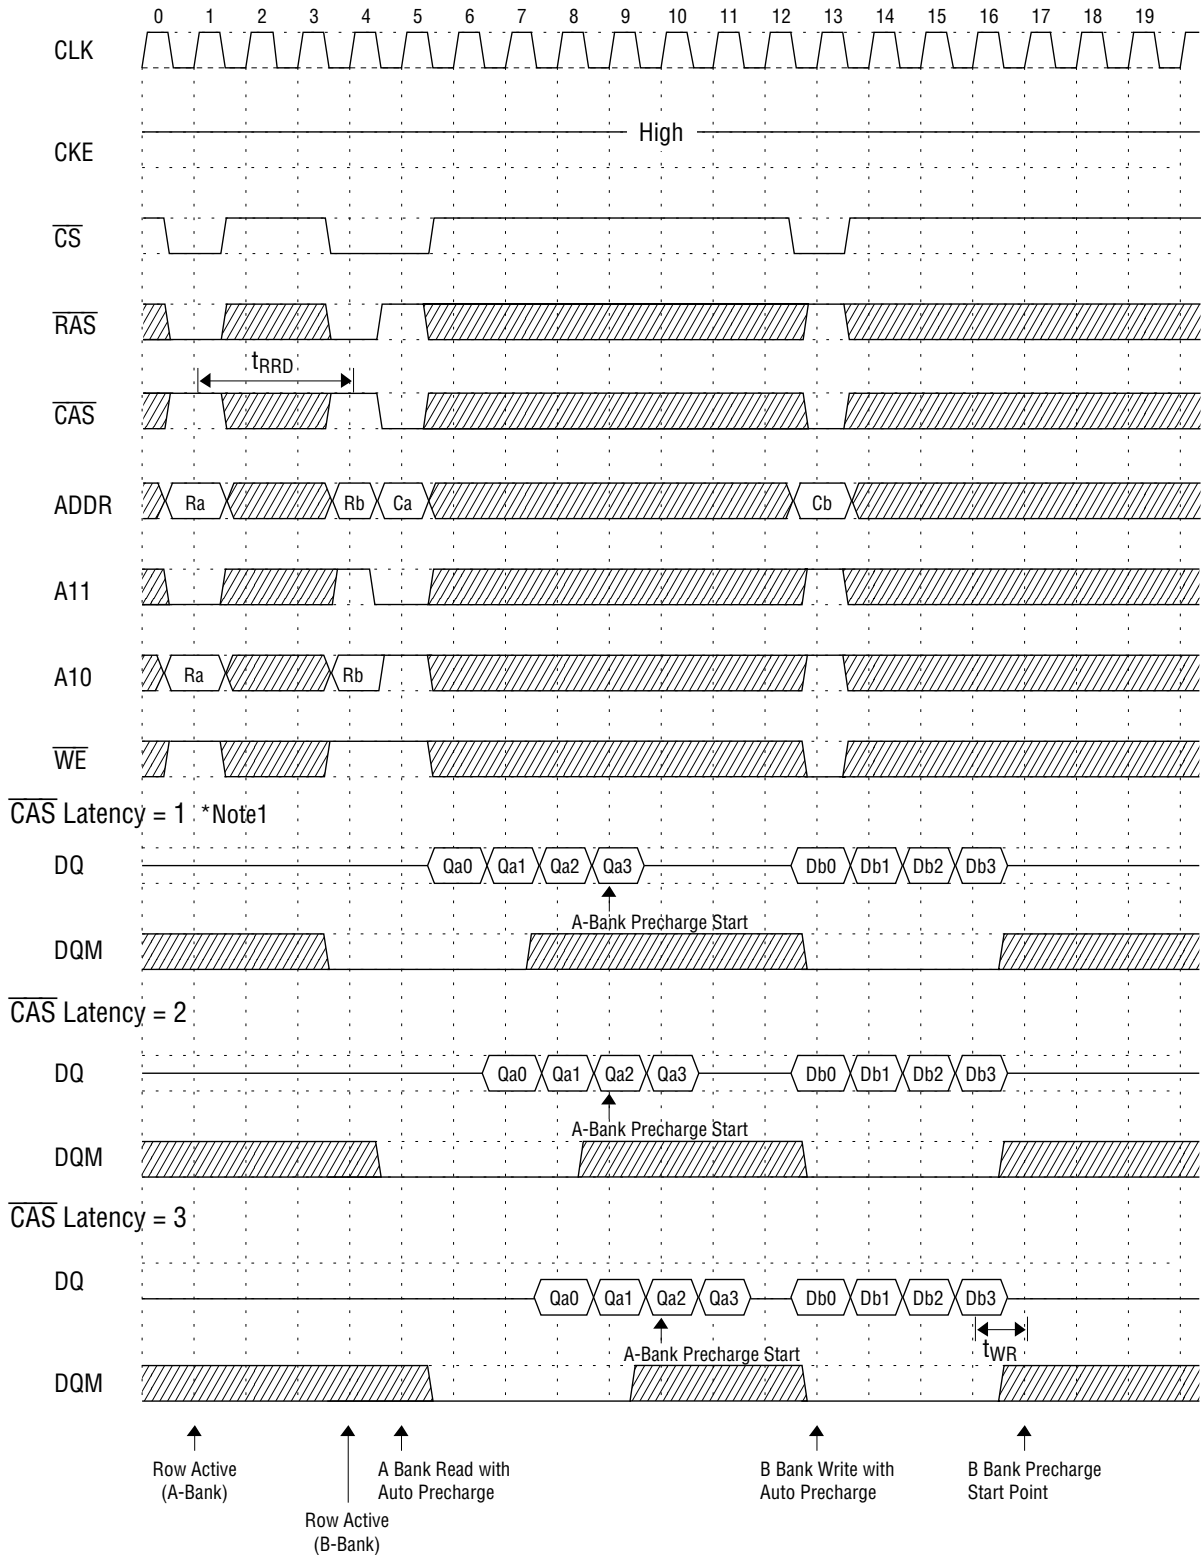 0 1 2 3 4 5 6 7 8 9 10 11 12 13 14 15 16 17 18 19
CLK
CKE High
CS
RAS
tRRD
CAS
ADDR Ra Rb Ca Cb
A11
A10 Ra Rb
WE
CAS Latency = 1 *Note1
DQ Qa0 Qa1 Qa2 Qa3 Db0 Db1 Db2 Db3
A-Bank Precharge Start
DQM
CAS Latency = 2
DQ Qa0 Qa1 Qa2 Qa3 Db0 Db1 Db2 Db3
A-Bank Precharge Start
DQM
CAS Latency = 3
DQ Qa0 Qa1 Qa2 Qa3 Db0 Db1 Db2 Db3
A-Bank Precharge Start tWR
DQM
Row Active
(A-Bank)
Row Active
(B-Bank)
A Bank Read with
Auto Precharge
B Bank Write with
Auto Precharge
B Bank Precharge
Start Point